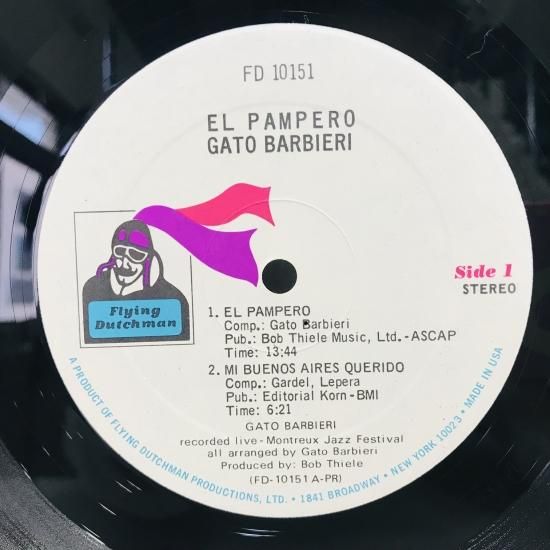 FD 10151
EL PAMPERO
GATO BARBIERI
Flying
Dutchman
Side 1
STEREO
1. EL PAMPERO
Comp.: Gato Barbieri
Pub.: Bob Thiele Music, Ltd.-ASCAP
Time: 13:44
2. MI BUENOS AIRES QUERIDO
Comp.: Gardel, Lepera
Pub.: Editorial Korn-BMI
Time: 6:21
GATO BARBIERI
recorded live-Montreux Jazz Festival
all arranged by Gato Barbieri
Produced by: Bob Thiele
(FD-10151 A-PR)
A PRODUCT OF FLYING DUTCHMAN PRODUCTIONS, LTD. • 1841 BROADWAY • NEW YORK 10023 • MADE IN USA